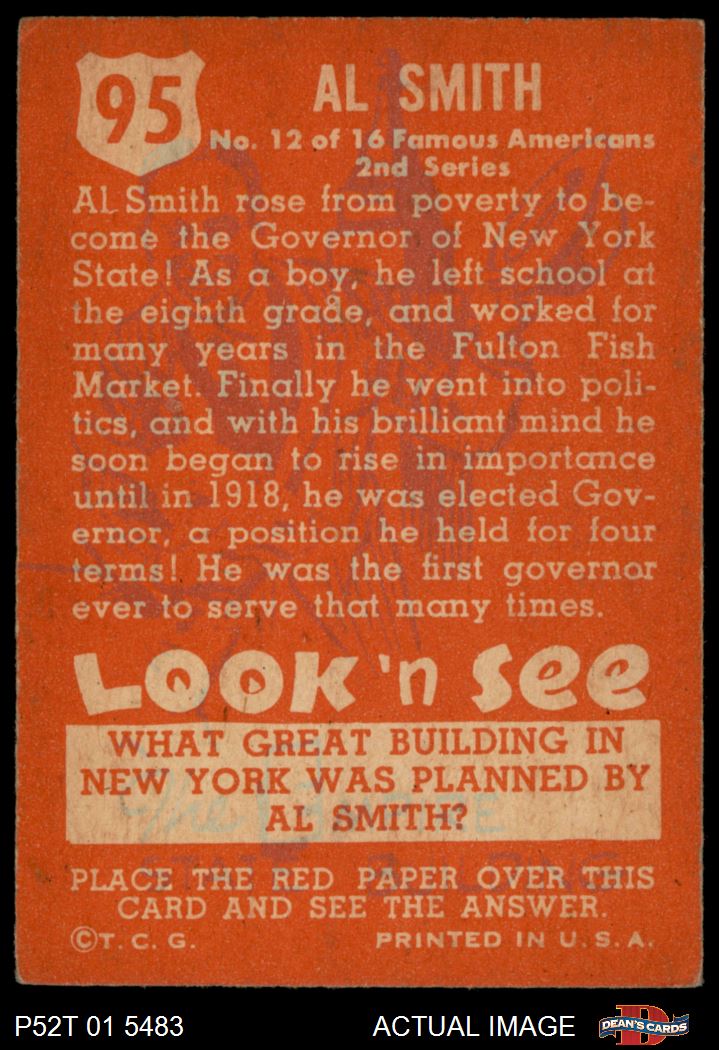 95
AL SMITH
No. 12 of 16 Famous Americans
2nd Series
Al Smith rose from poverty to be-
come the Governor of New York
State! As a boy, he left school at
the eighth grade, and worked for
many years in the Fulton Fish
Market. Finally he went into poli-
tics, and with his brilliant mind he
soon began to rise in importance
until in 1918, he was elected Gov-
ernor, a position he held for four
terms! He was the first governor
ever to serve that many times.
LOOK 'n See
WHAT GREAT BUILDING IN
NEW YORK WAS PLANNED BY
AL SMITH?
The EMPIRE
STATE BUILDING
PLACE THE RED PAPER OVER THIS
CARD AND SEE THE ANSWER.
©T. C. G.
PRINTED IN U. S. A.
P52T 01 5483
ACTUAL IMAGE
D
DEAN'S CARDS